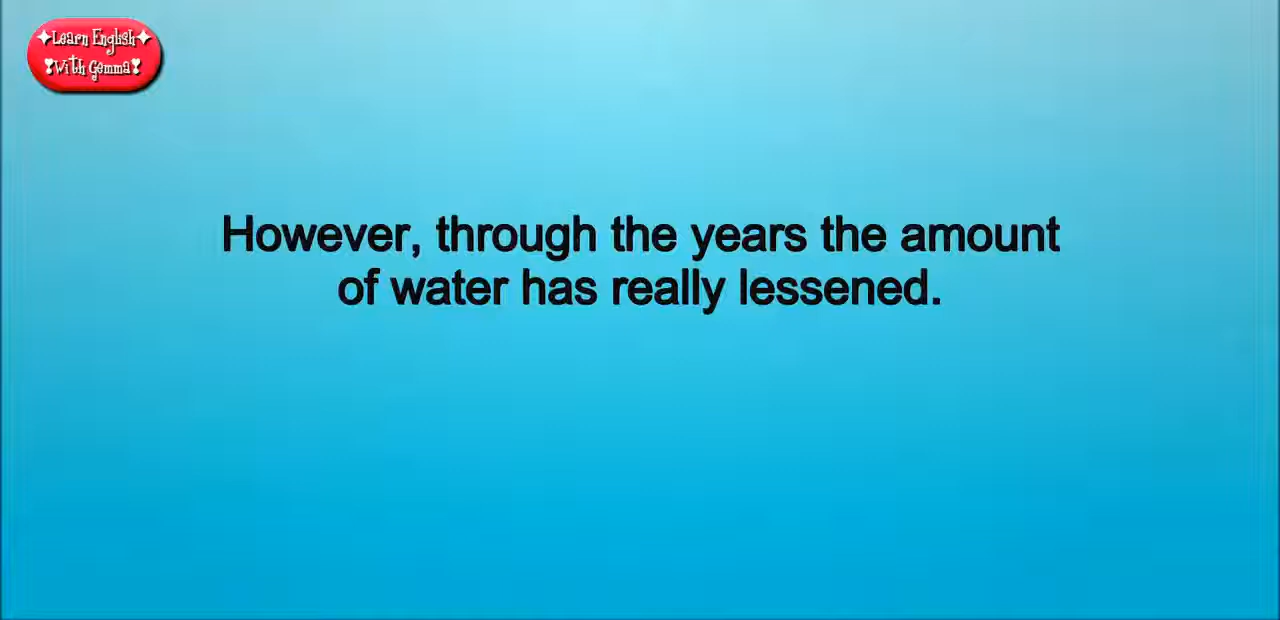 ✦Learn English✦
❣With Gemma❣
However, through the years the amount
of water has really lessened.